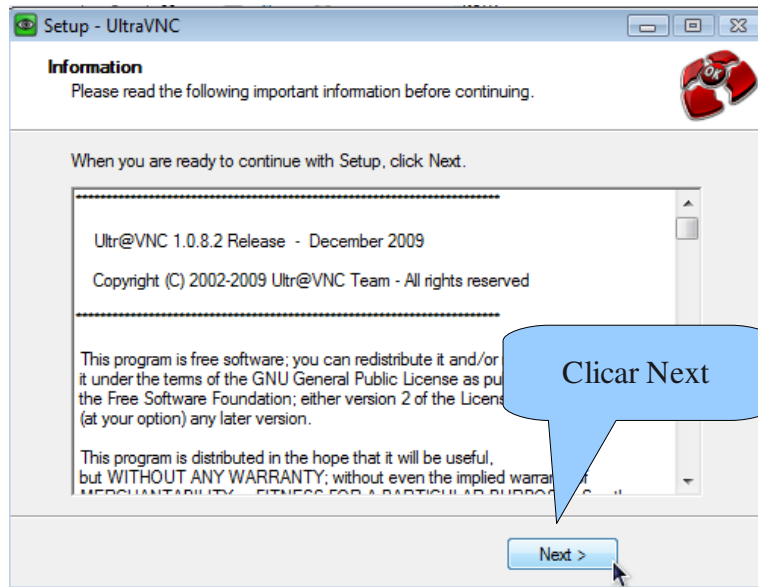 Setup - UltraVNC
Information
Please read the following important information before continuing.
OK
When you are ready to continue with Setup, click Next.
Ultr@VNC 1.0.8.2 Release - December 2009
Copyright (C) 2002-2009 Ultr@VNC Team - All rights reserved
This program is free software; you can redistribute it and/or
it under the terms of the GNU General Public License as
the Free Software Foundation; either version 2 of the
(at your option) any later version.
This program is distributed in the hope that it will be useful,
but WITHOUT ANY WARRANTY; without even the implied
MERCHANTABILITY FITNESS FOR A PARTICULAR
Clicar Next
Next >